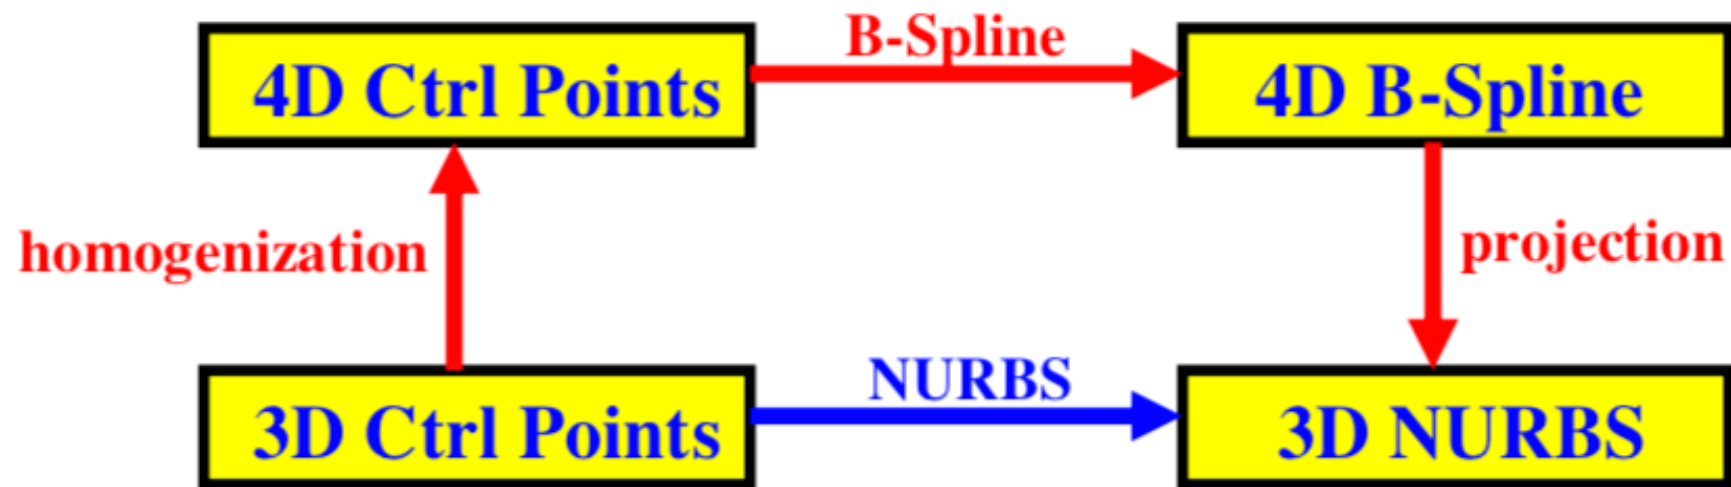 B-Spline
4D Ctrl Points
4D B-Spline
homogenization
projection
NURBS
3D Ctrl Points
3D NURBS